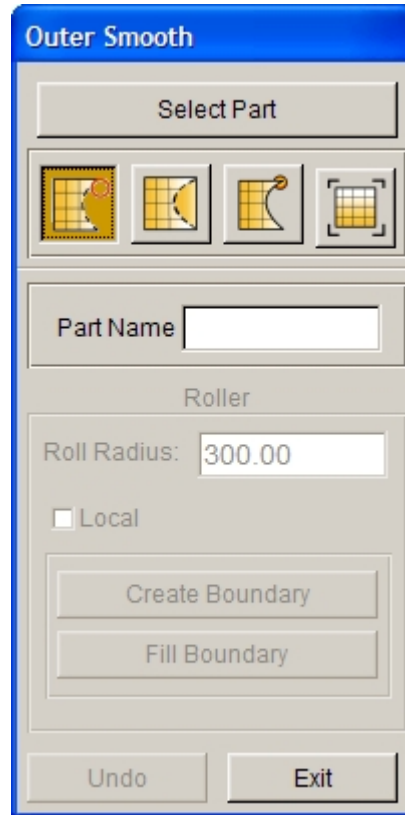 Outer Smooth
Select Part
Part Name
Roller
Roll Radius: 300.00
Local
Create Boundary
Fill Boundary
Undo Exit